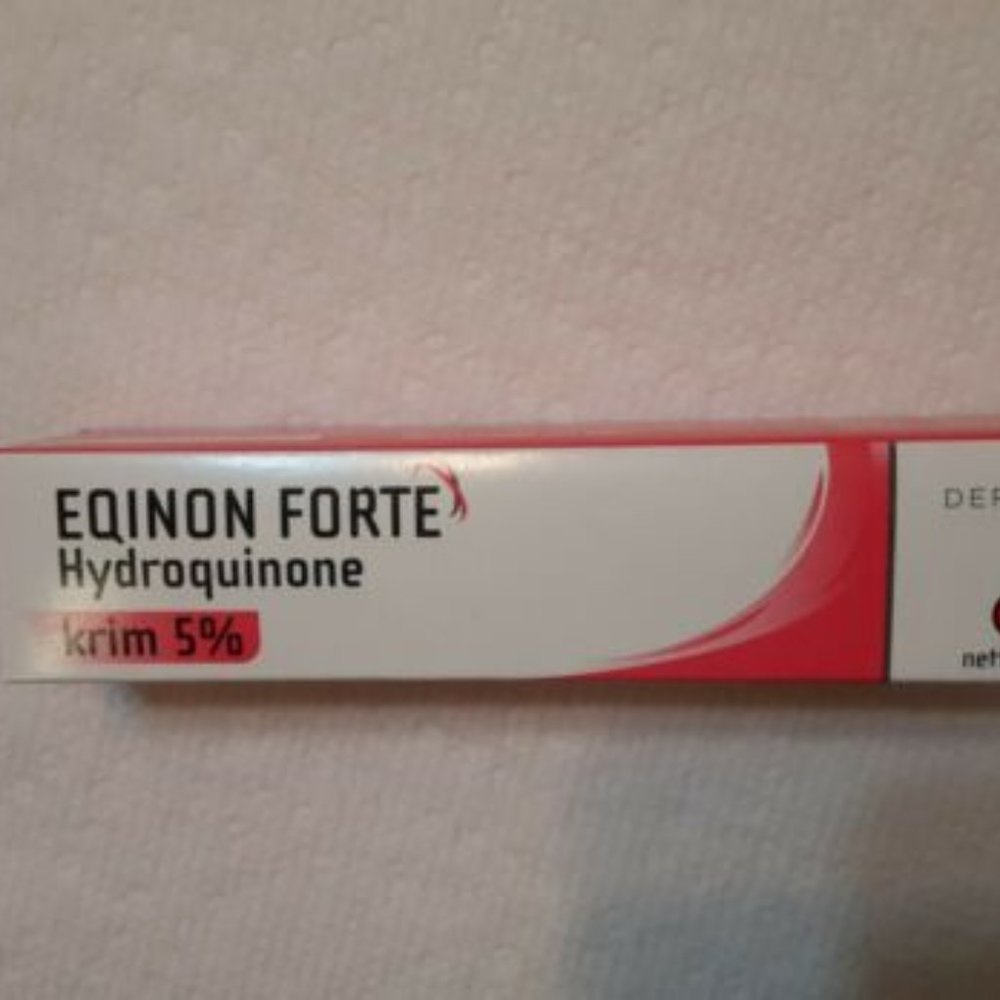 EQINON FORTE
Hydroquinone
krim 5%